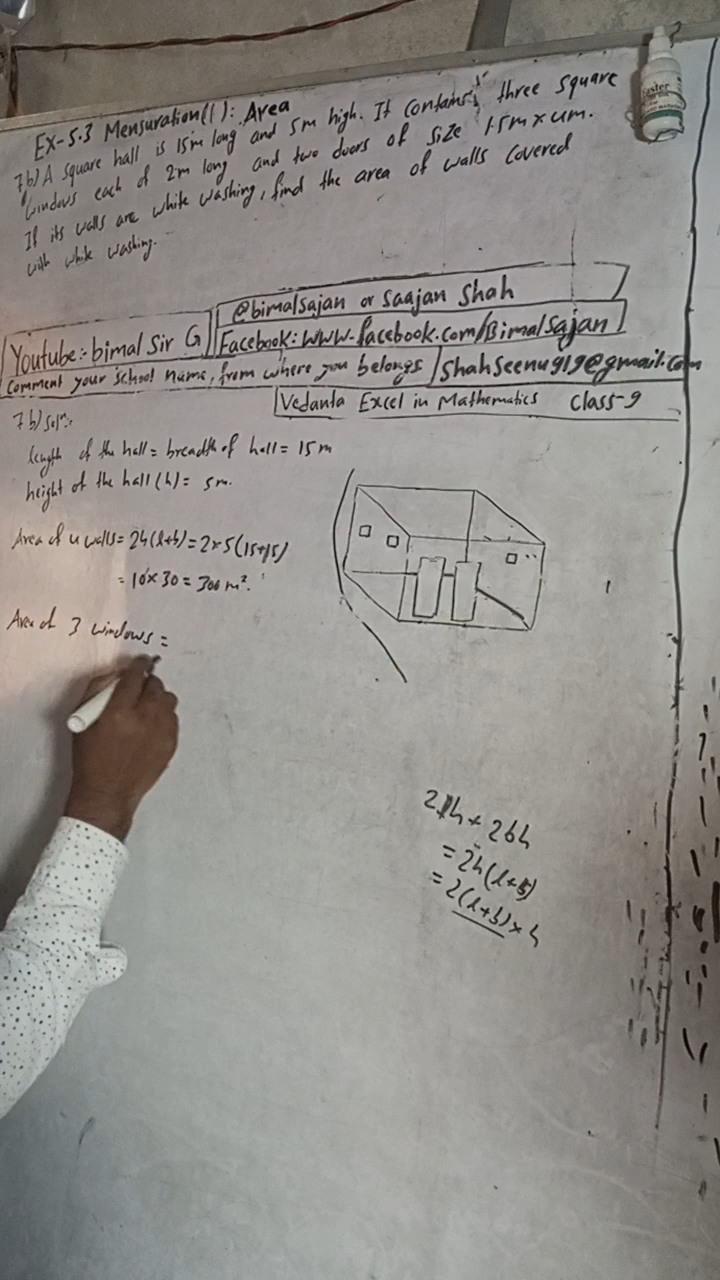 Ex-5.3 Mensuration(I): Area
7b) A square hall is 15m long and 5m high. It contains three square
windows each of 2m long and two doors of size 1.5m×4m.
If its walls are white washing, find the area of walls covered
with white washing.
@bimalsajan or Saajan Shah
Youtube:- bimal Sir G
Facebook: www.facebook.com/Bimalsajan
Comment your school name, from where you belongs
shahseenu919@gmail.com
Vedanta Excel in Mathematics Class-9
7b) Solⁿ:
length of the hall = breadth of hall = 15m
height of the hall (h) = 5m.
Area of 4 walls = 2h(l+b) = 2×5(15+15)
= 10×30 = 300m².
Area of 3 windows =
2lh + 2bh
= 2h(l+b)
= 2(l+b)×h